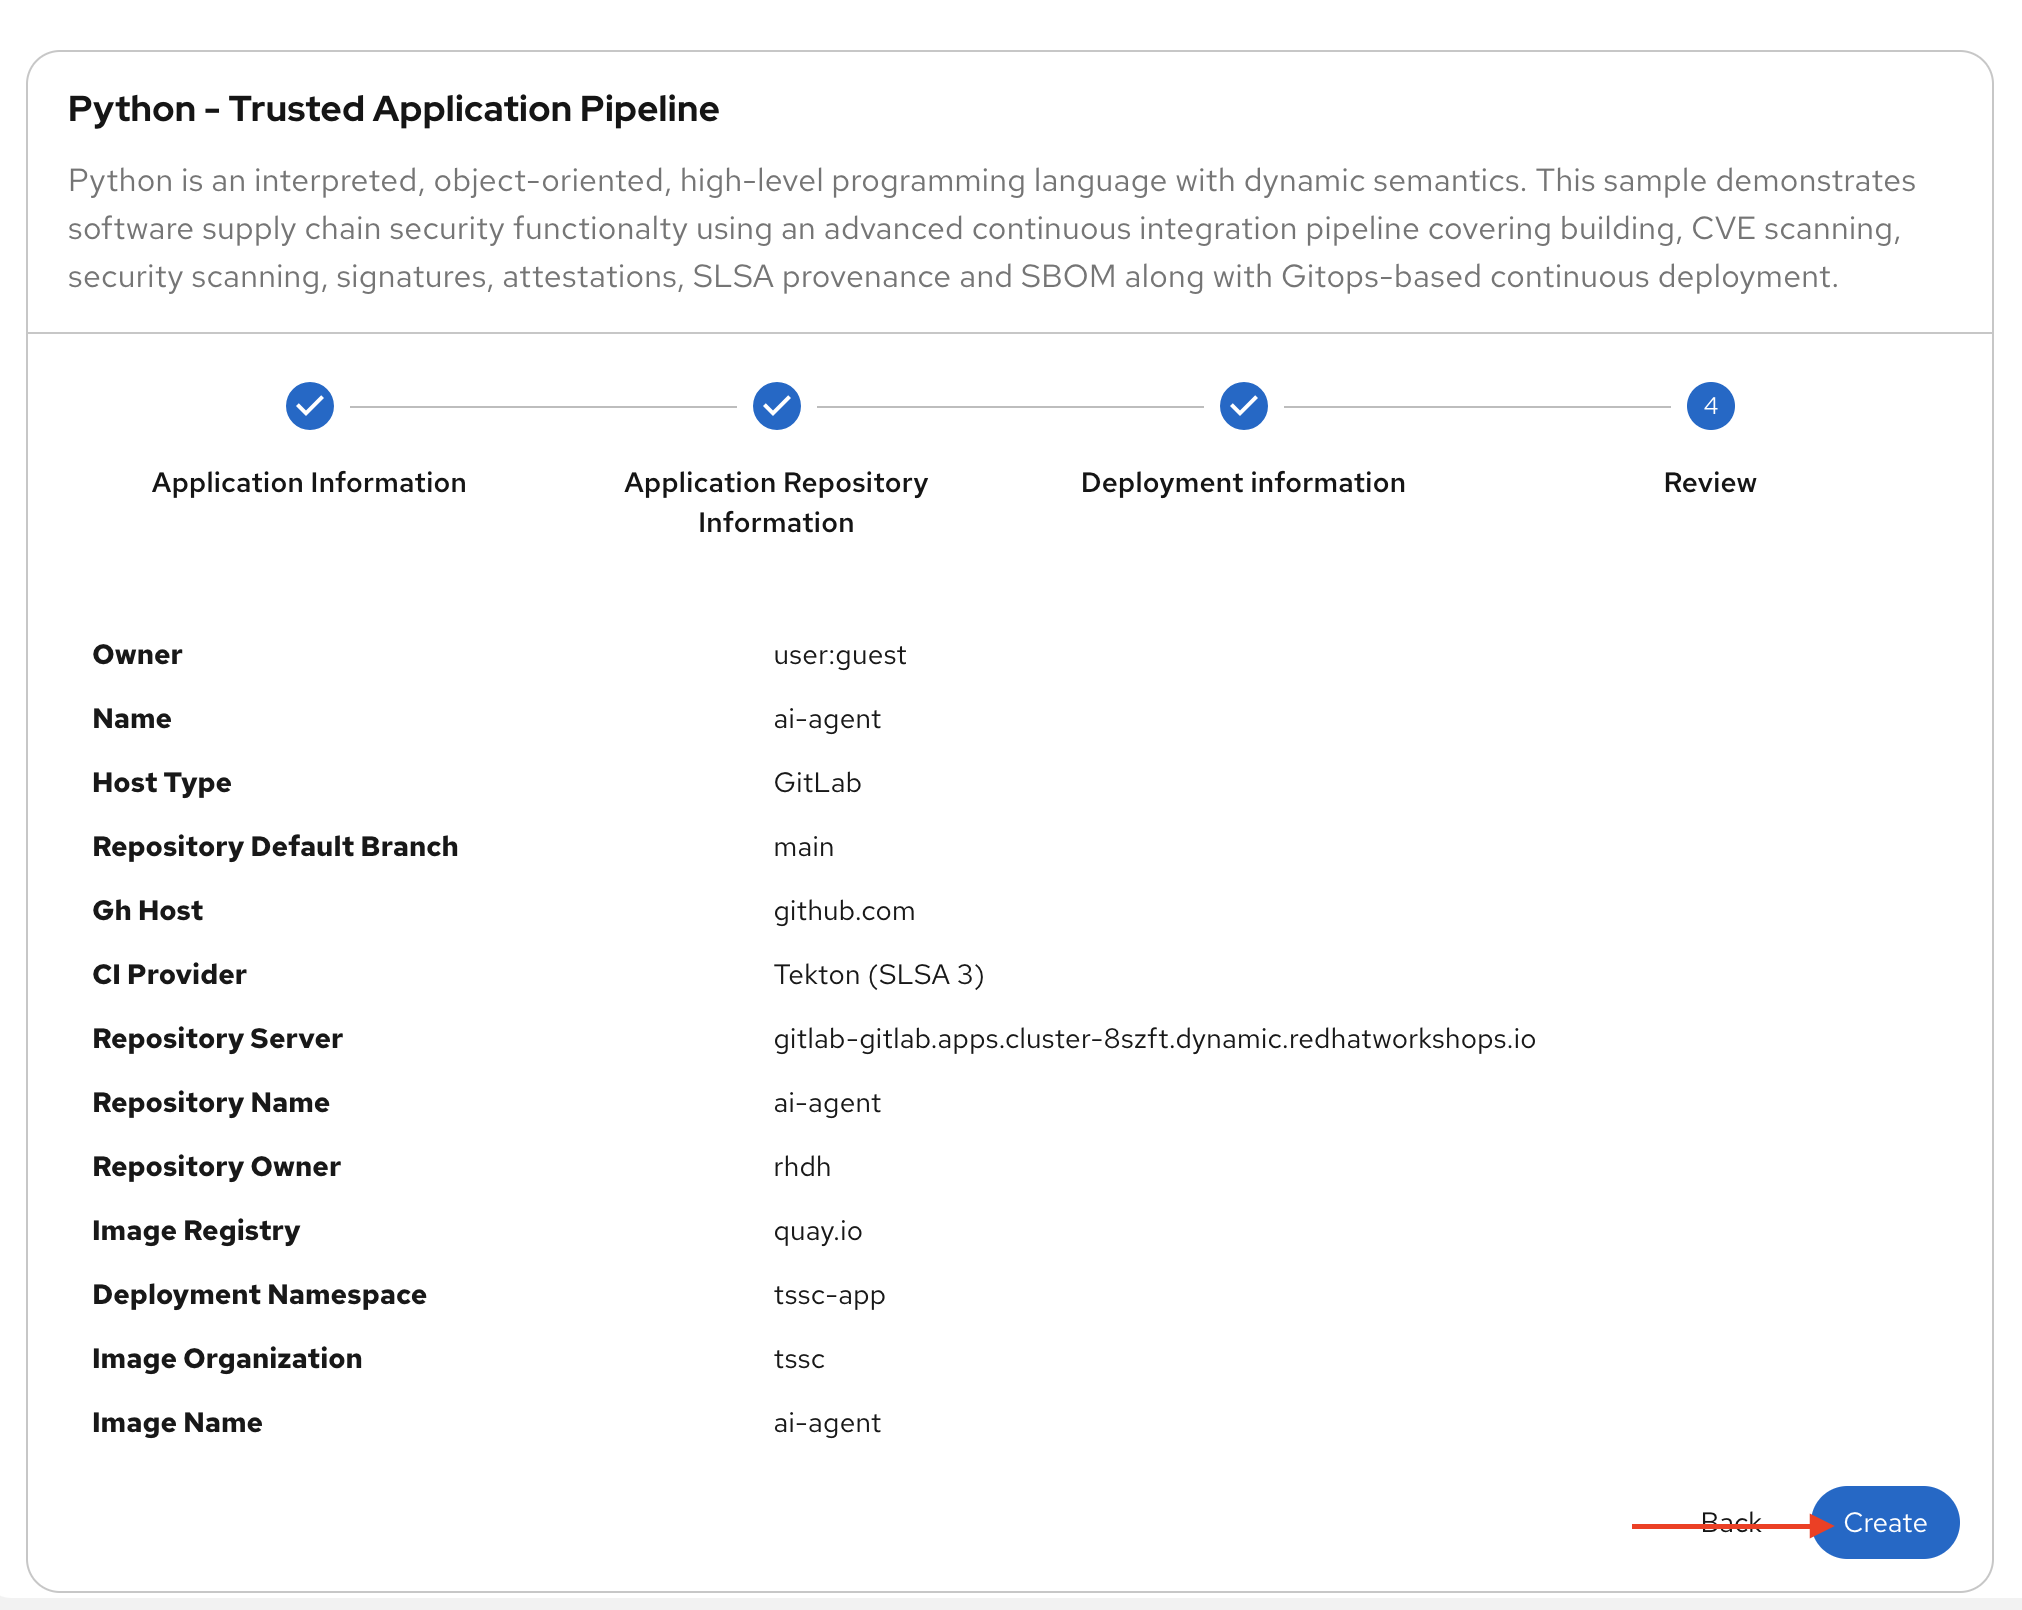 Python - Trusted Application Pipeline
Python is an interpreted, object-oriented, high-level programming language with dynamic semantics. This sample demonstrates
software supply chain security functionalty using an advanced continuous integration pipeline covering building, CVE scanning,
security scanning, signatures, attestations, SLSA provenance and SBOM along with Gitops-based continuous deployment.
4
Application Information
Application Repository
Information
Deployment information
Review
Owner user:guest
Name ai-agent
Host Type GitLab
Repository Default Branch main
Gh Host github.com
CI Provider Tekton (SLSA 3)
Repository Server gitlab-gitlab.apps.cluster-8szft.dynamic.redhatworkshops.io
Repository Name ai-agent
Repository Owner rhdh
Image Registry quay.io
Deployment Namespace tssc-app
Image Organization tssc
Image Name ai-agent
Back Create